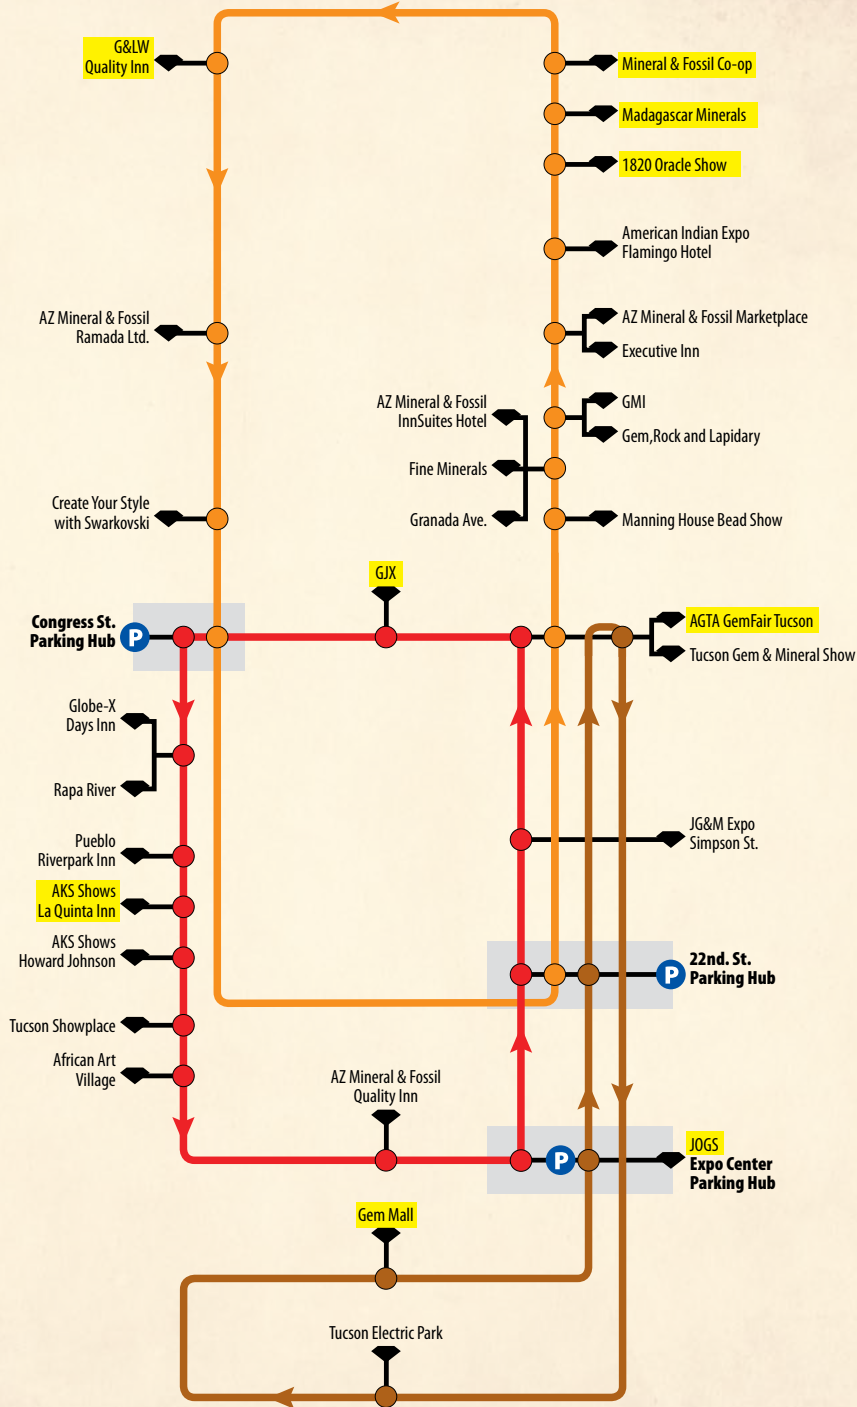 G&LW
Quality Inn
Mineral & Fossil Co-op
Madagascar Minerals
1820 Oracle Show
American Indian Expo
Flamingo Hotel
AZ Mineral & Fossil
Ramada Ltd.
AZ Mineral & Fossil Marketplace
Executive Inn
AZ Mineral & Fossil
InnSuites Hotel
GMI
Gem,Rock and Lapidary
Fine Minerals
Granada Ave.
Create Your Style
with Swarkovski
Manning House Bead Show
GJX
Congress St.
Parking Hub
P
AGTA GemFair Tucson
Tucson Gem & Mineral Show
Globe-X
Days Inn
Rapa River
JG&M Expo
Simpson St.
Pueblo
Riverpark Inn
AKS Shows
La Quinta Inn
AKS Shows
Howard Johnson
P
22nd. St.
Parking Hub
Tucson Showplace
African Art
Village
AZ Mineral & Fossil
Quality Inn
P
JOGS
Expo Center
Parking Hub
Gem Mall
Tucson Electric Park